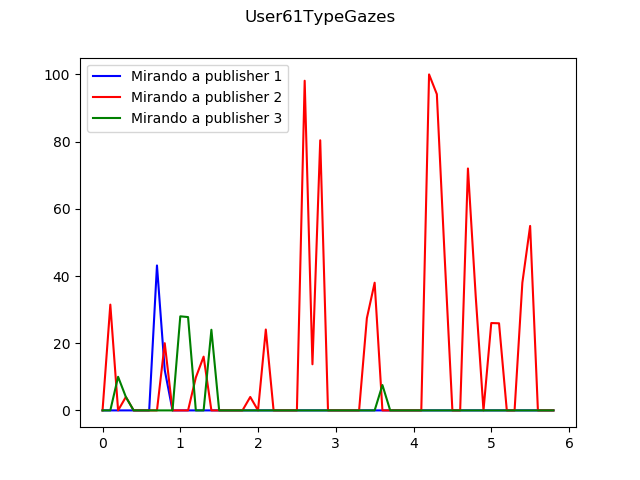 User61TypeGazes
Mirando a publisher 1
Mirando a publisher 2
Mirando a publisher 3
100
80
60
40
20
0
0 1 2 3 4 5 6